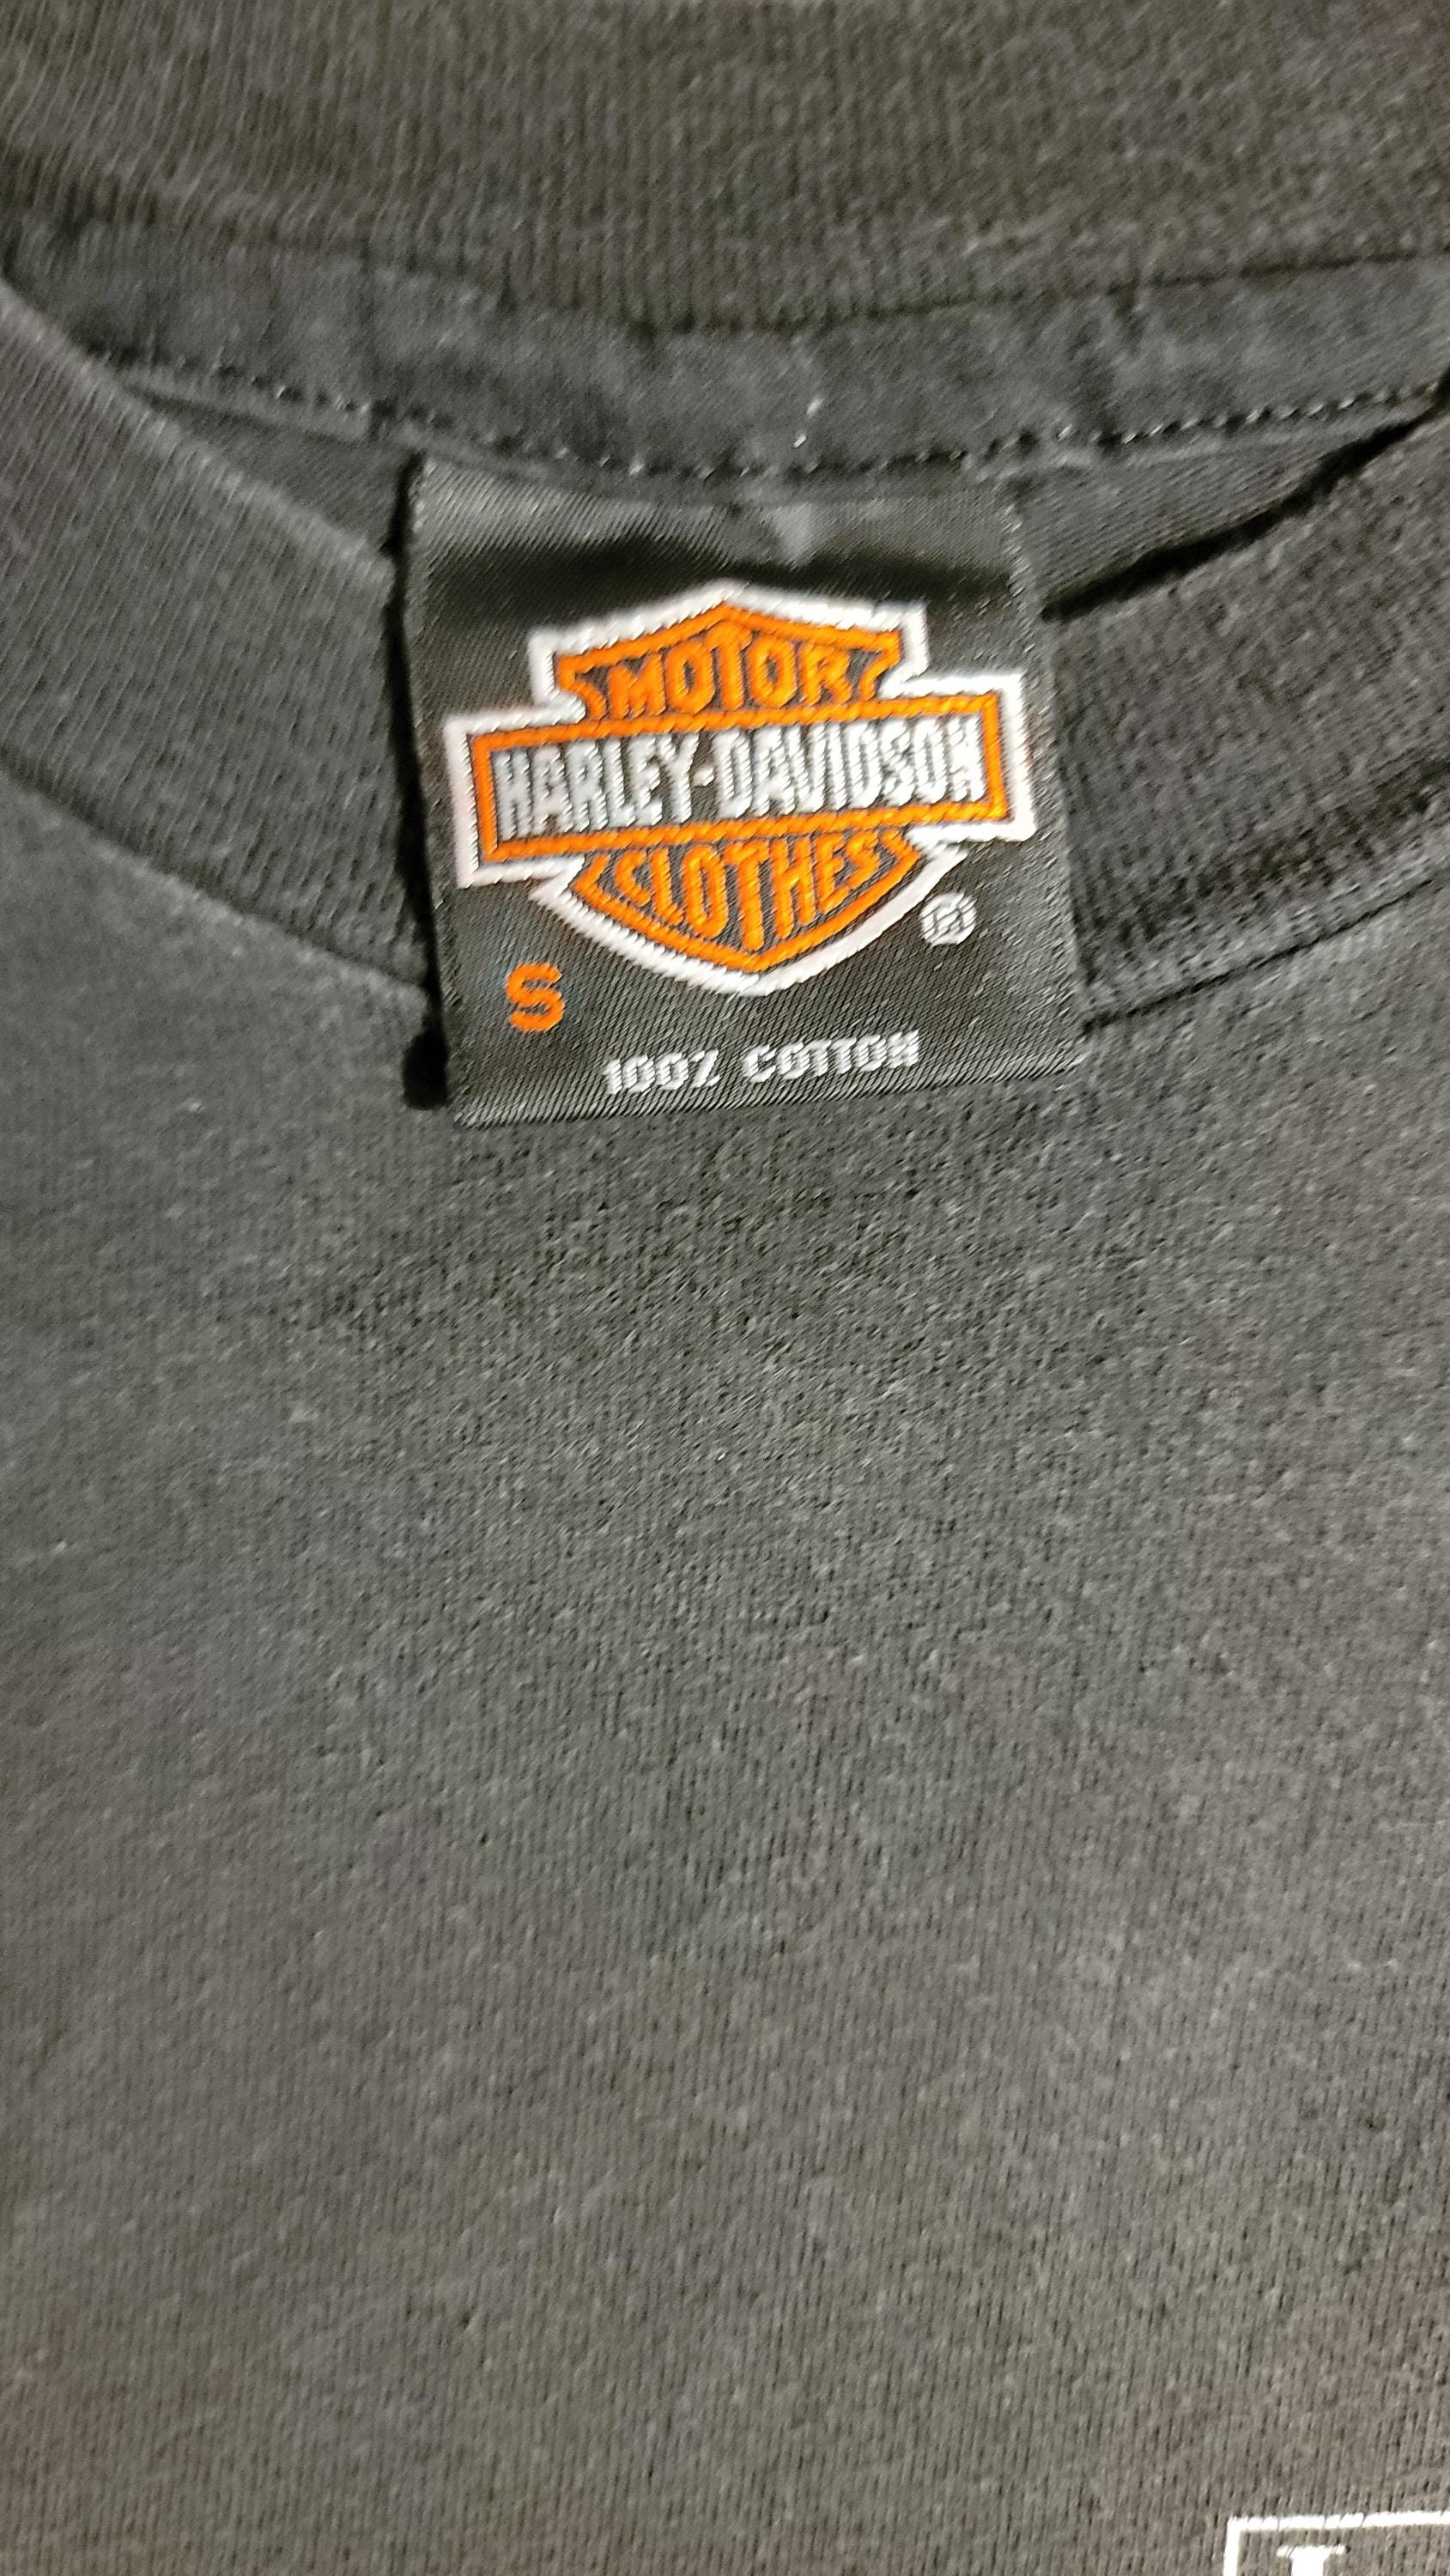 MOTOR
HARLEY-DAVIDSON
CLOTHES
®
S
100% COTTON